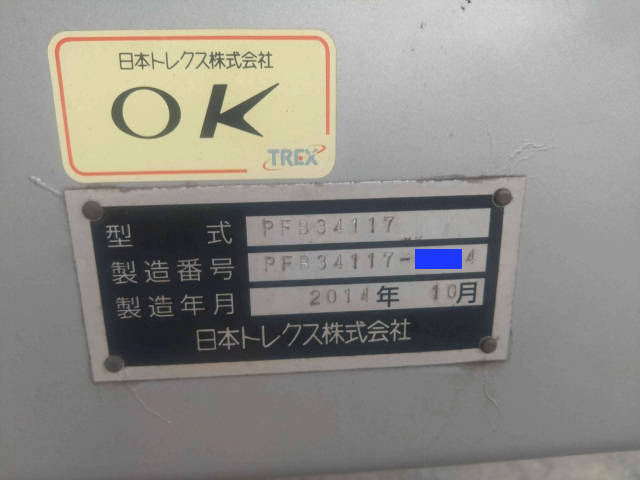 日本トレクス株式会社
OK
TREX
型 式 PFB34117
製造番号 PFB34117- 4
製造年月 2014年 10月
日本トレクス株式会社